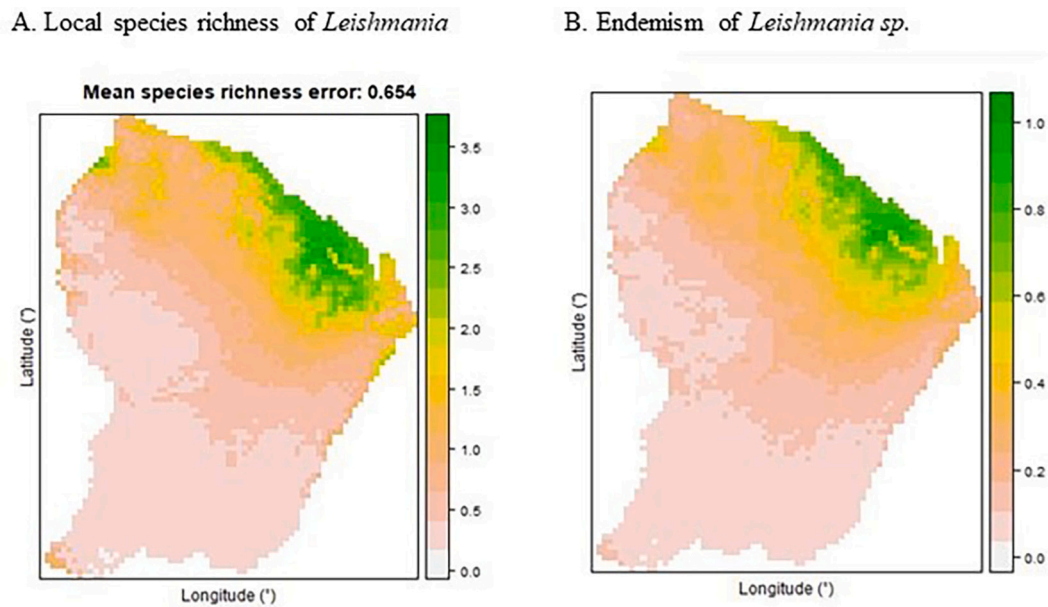 A. Local species richness of Leishmania
B. Endemism of Leishmania sp.
Mean species richness error: 0.654
Latitude (°)
3.5
3.0
2.5
2.0
1.5
1.0
0.5
0.0
Longitude (°)
Latitude (°)
1.0
0.8
0.6
0.4
0.2
0.0
Longitude (°)